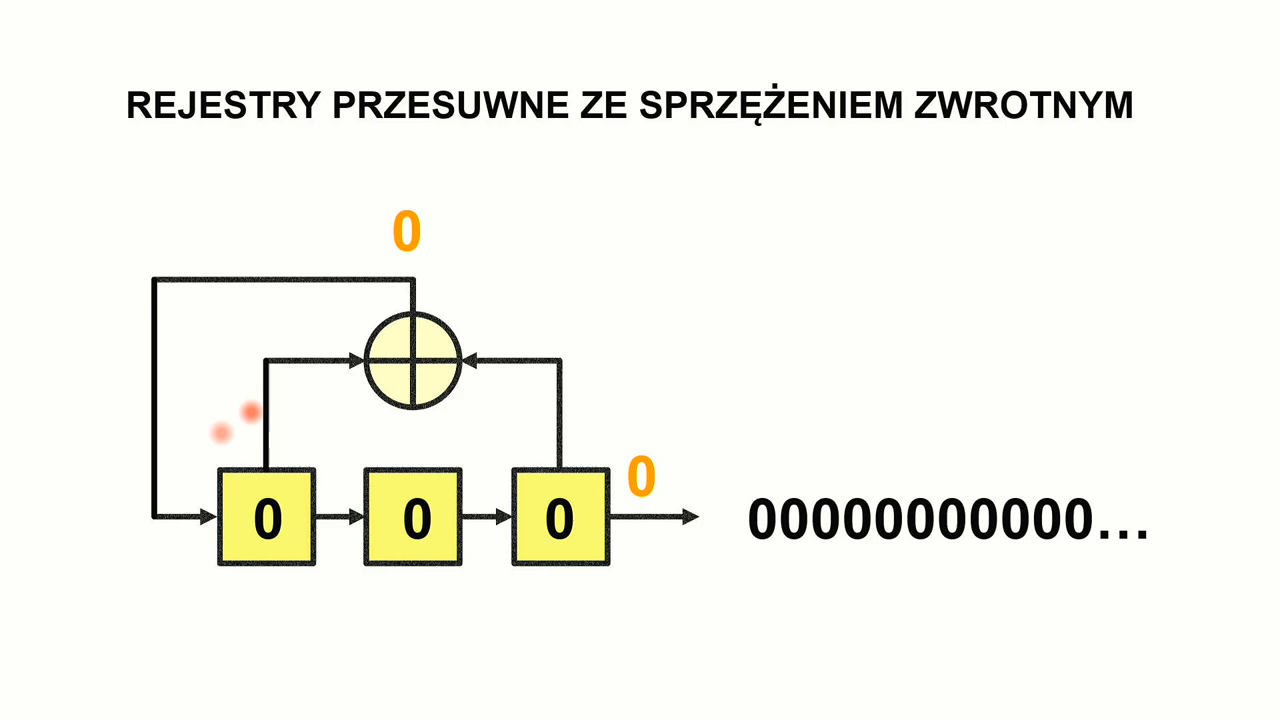 REJESTRY PRZESUWNE ZE SPRZĘŻENIEM ZWROTNYM
0
0
0 0 0 00000000000...